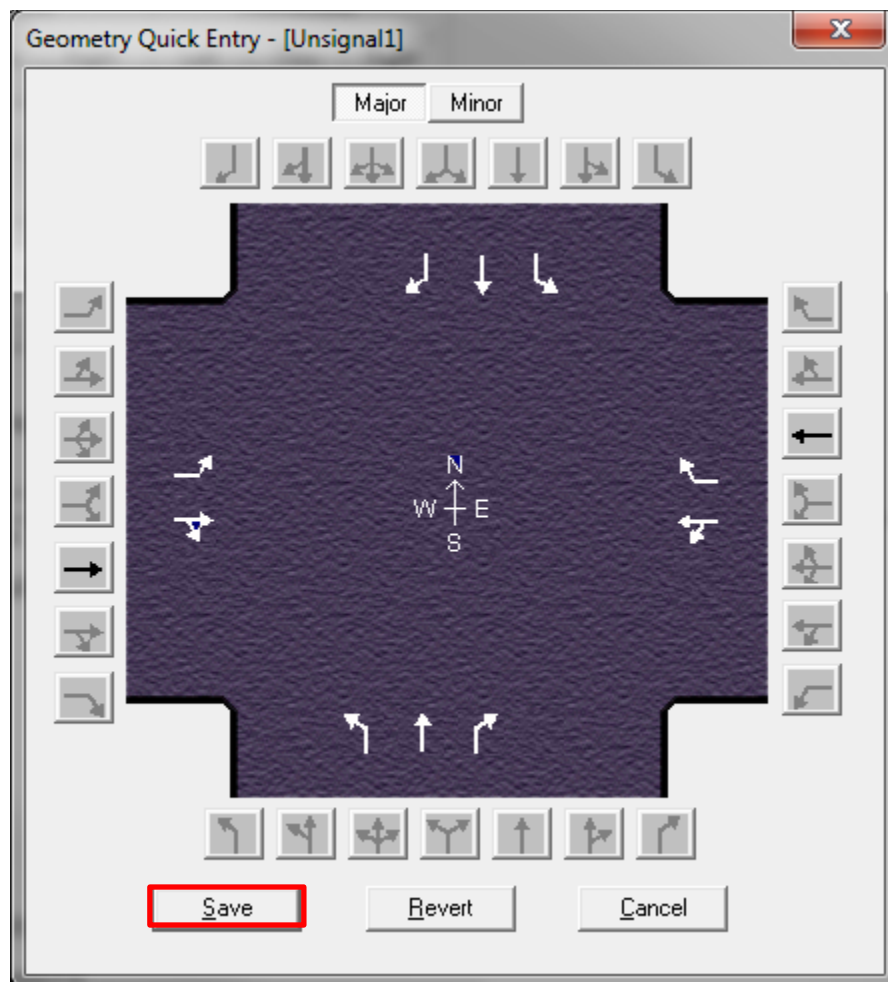 Geometry Quick Entry - [Unsignal1]
Major Minor
N
W E
S
Save Revert Cancel